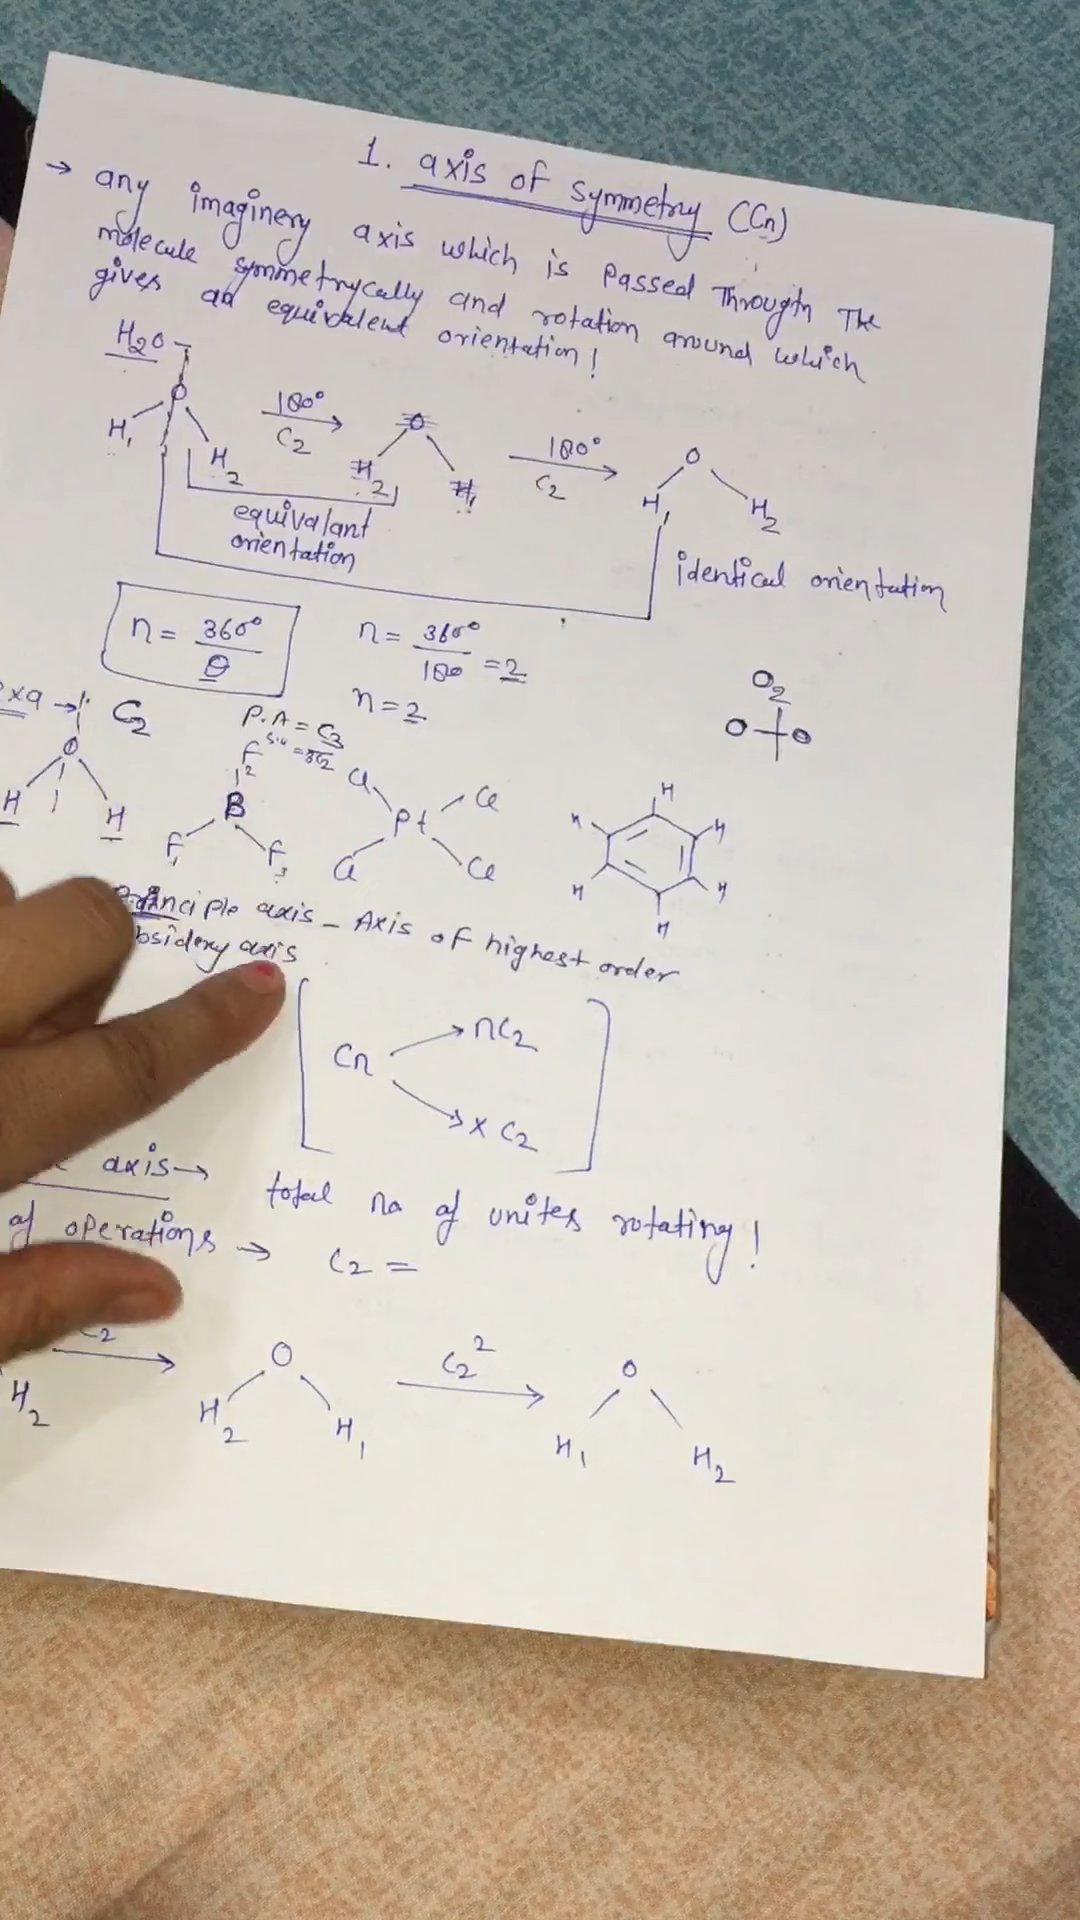 1. axis of symmetry (Cn)
→ any imaginery axis which is passed Through The
molecule symmetrycally and rotation around which
gives an equivalent orientation!
H2O
O 180° O 180° O
H1 H2 C2 H2 H1 C2 H1 H2
equivalant
orientation
identical orientation
n = 360°/θ n = 360°/180 = 2
n = 2
O2
O O
C2
P.A = C3
O
H H
F2
B
F1 F3
Cl Cl
Pt
Cl Cl
H
H H
H H
H
nciple axis - Axis of highest order
bsidery axis
Cn → nC2
→ x C2
axis → total no of unites rotating!
of operations → C2 =
C2 O C2² O
H2 H2 H1 H1 H2